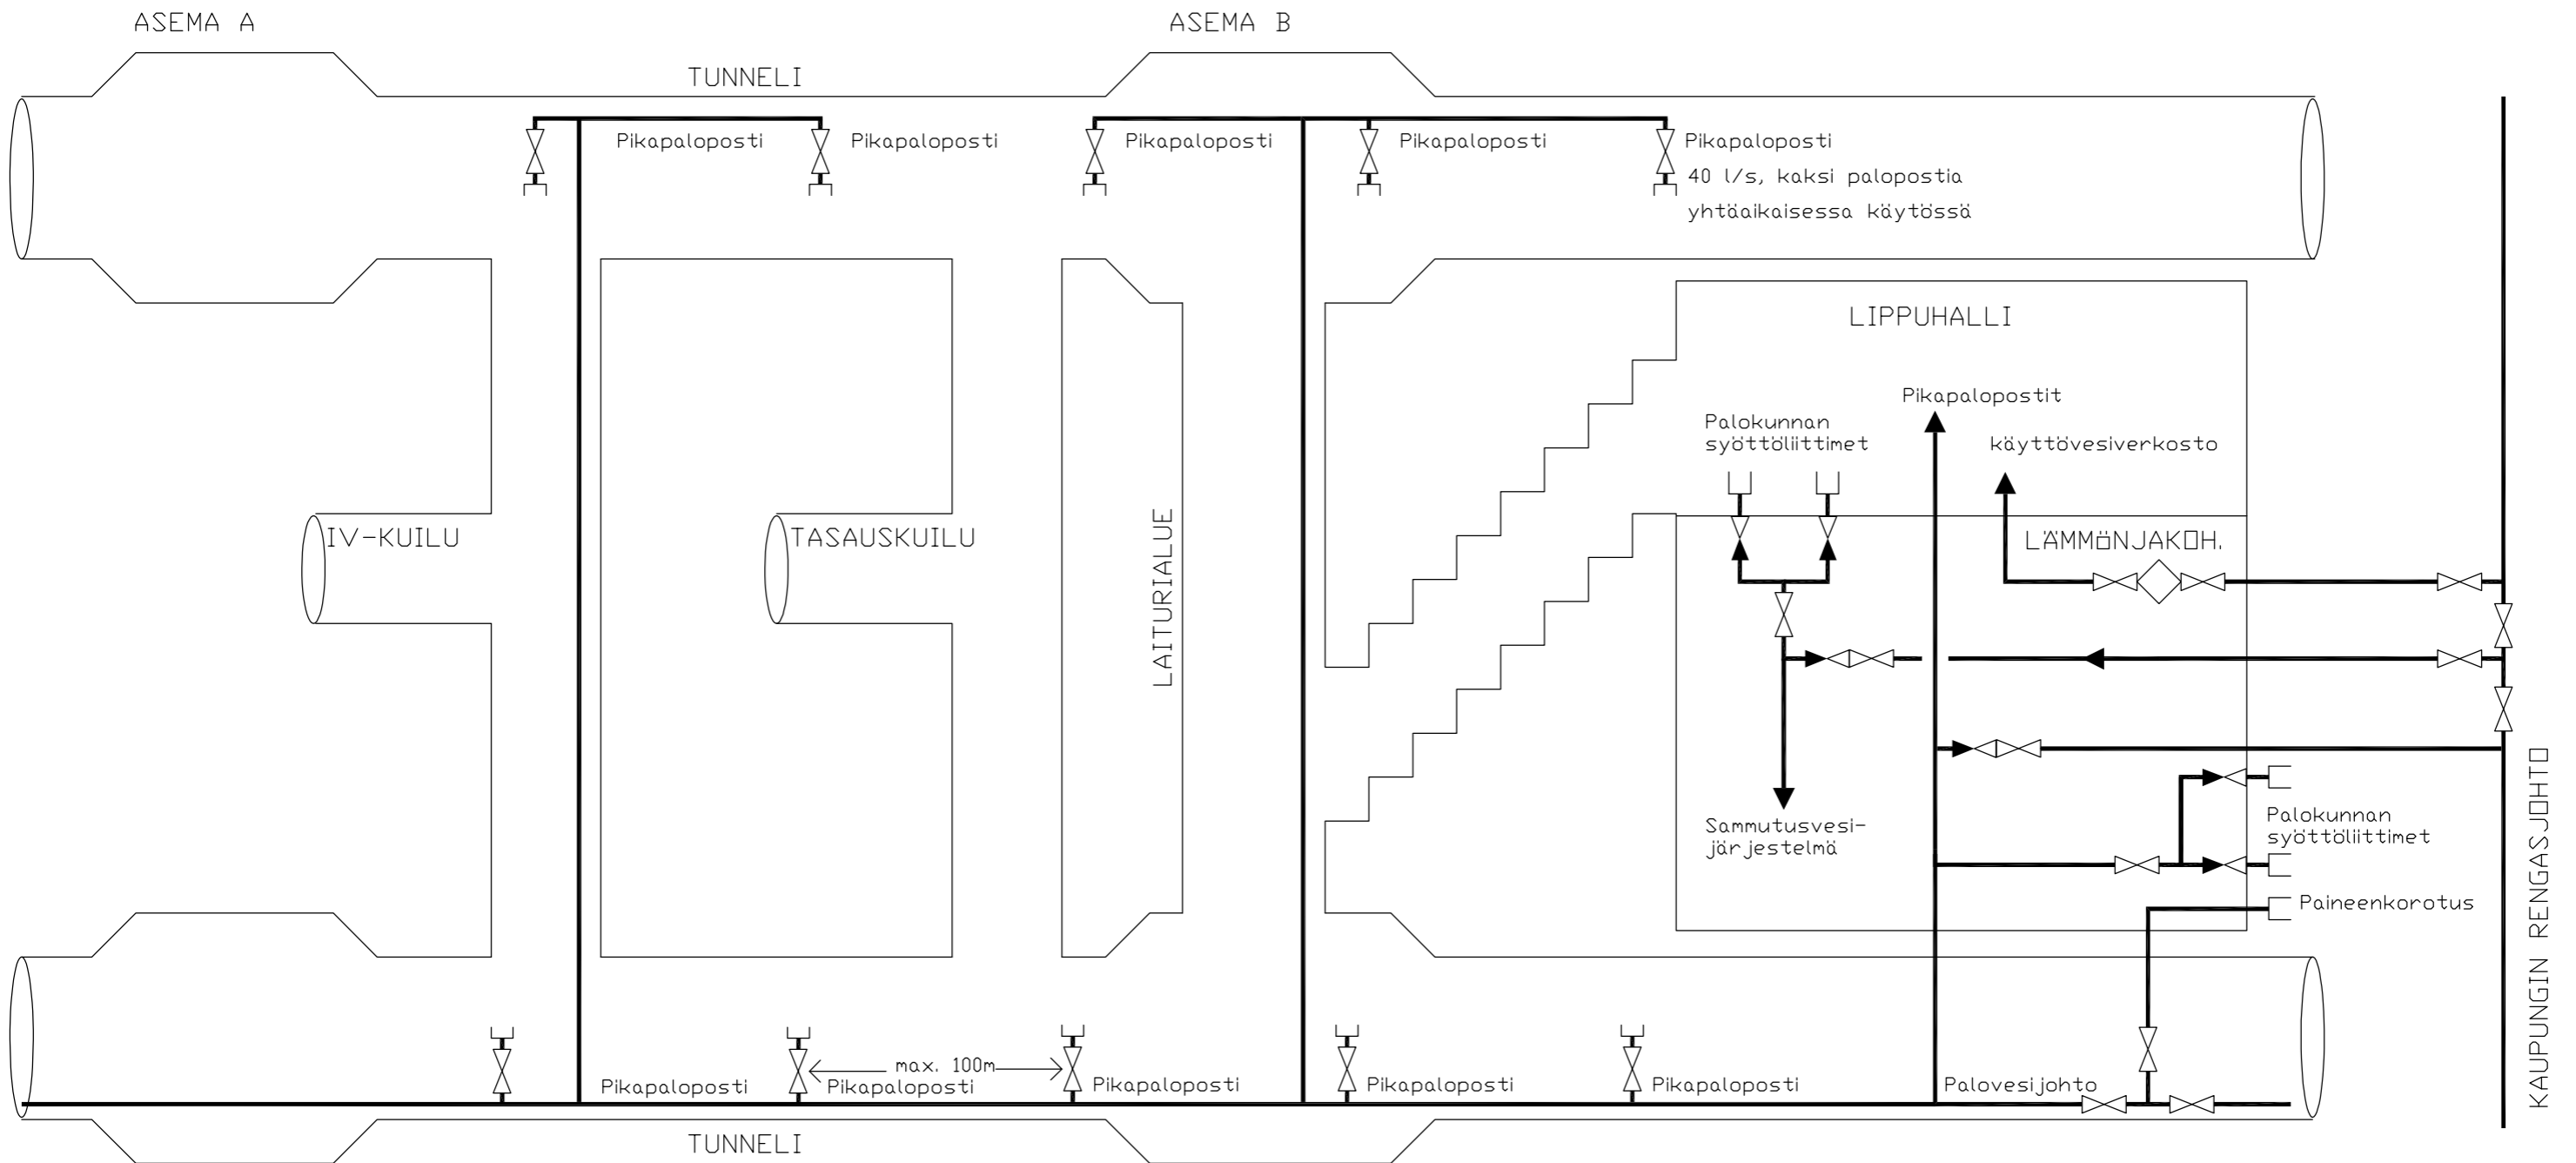 ASEMA A
ASEMA B
TUNNELI
Pikapaloposti
Pikapaloposti
Pikapaloposti
Pikapaloposti
Pikapaloposti
40 l/s, kaksi palopostia
yhtäaikaisessa käytössä
LIPPUHALLI
Pikapalopostit
Palokunnan
syöttöliittimet
käyttövesiverkosto
IV-KUILU
TASAUSKUILU
LAITURIALUE
LÄMMÖNJAKOH.
Sammutusvesi-
järjestelmä
Palokunnan
syöttöliittimet
Paineenkorotus
KAUPUNGIN RENGASJOHTO
max. 100m
Pikapaloposti
Pikapaloposti
Pikapaloposti
Pikapaloposti
Pikapaloposti
Palovesijohto
TUNNELI